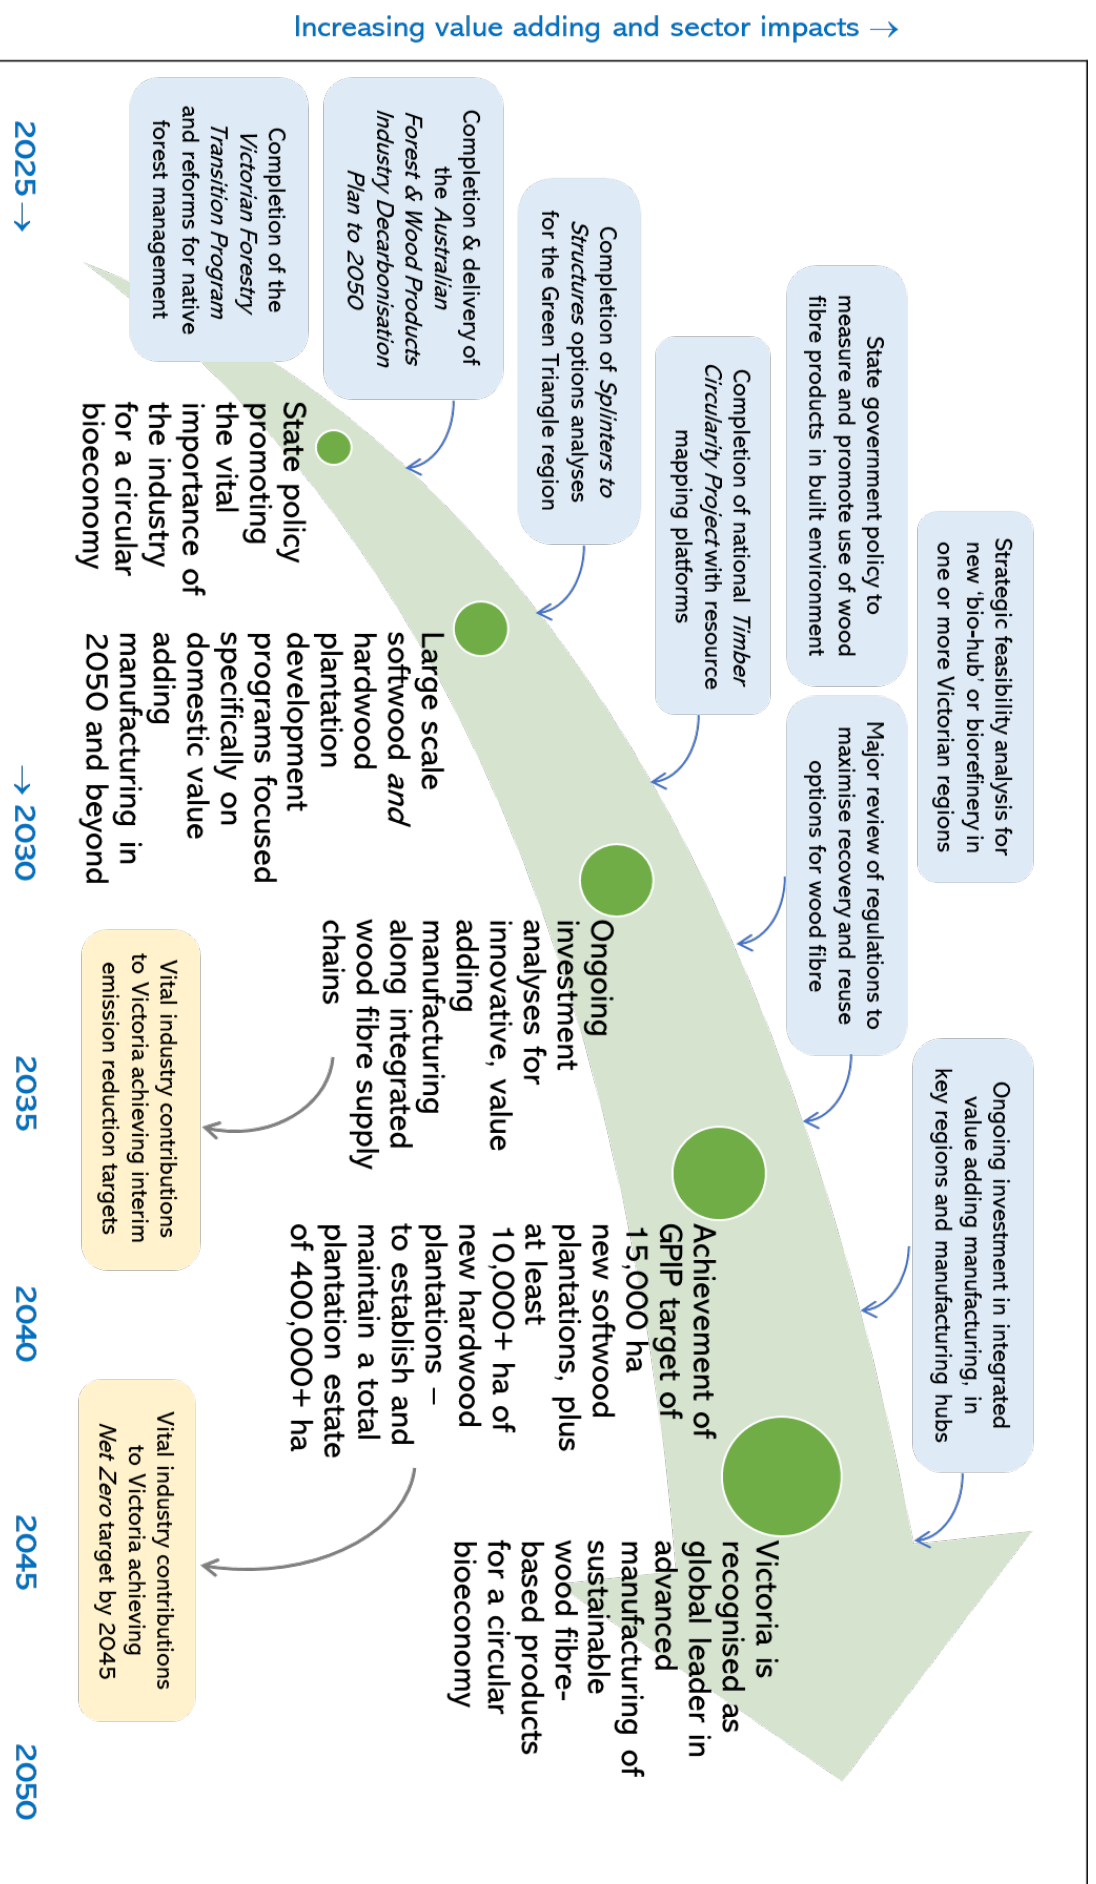 Increasing value adding and sector impacts →
Strategic feasibility analysis for
new ‘bio-hub’ or biorefinery in
one or more Victorian regions
Ongoing investment in integrated
value adding manufacturing, in
key regions and manufacturing hubs
State government policy to
measure and promote use of wood
fibre products in built environment
Major review of regulations to
maximise recovery and reuse
options for wood fibre
Completion of national Timber
Circularity Project with resource
mapping platforms
Completion of Splinters to
Structures options analyses
for the Green Triangle region
Completion & delivery of
the Australian
Forest & Wood Products
Industry Decarbonisation
Plan to 2050
Completion of the
Victorian Forestry
Transition Program
and reforms for native
forest management
State policy
promoting
the vital
importance of
the industry
for a circular
bioeconomy
Large scale
softwood and
hardwood
plantation
development
programs focused
specifically on
domestic value
adding
manufacturing in
2050 and beyond
Ongoing
investment
analyses for
innovative, value
adding
manufacturing
along integrated
wood fibre supply
chains
Achievement of
GPIP target of
15,000 ha
new softwood
plantations, plus
at least
10,000+ ha of
new hardwood
plantations –
to establish and
maintain a total
plantation estate
of 400,000+ ha
Victoria is
recognised as
global leader in
advanced
manufacturing of
sustainable
wood fibre-
based products
for a circular
bioeconomy
Vital industry contributions
to Victoria achieving interim
emission reduction targets
Vital industry contributions
to Victoria achieving
Net Zero target by 2045
2025 →
→ 2030
2035
2040
2045
2050